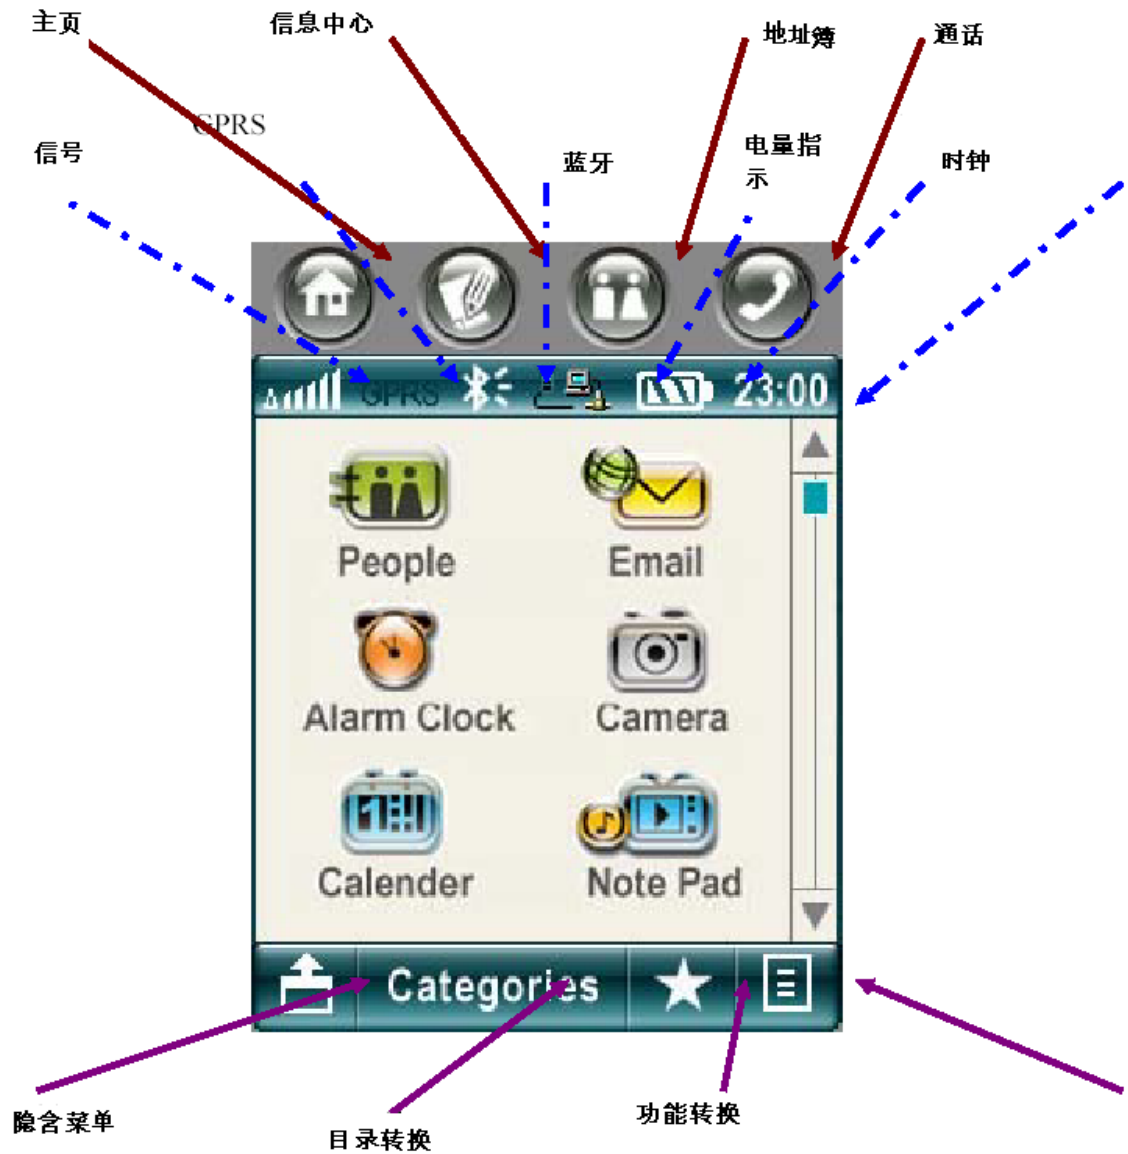 主页
信息中心
地址簿
通话
GPRS
信号
蓝牙
电量指
示
时钟
GPRS
23:00
People
Email
Alarm Clock
Camera
Calender
Note Pad
Categories
隐含菜单
目录转换
功能转换